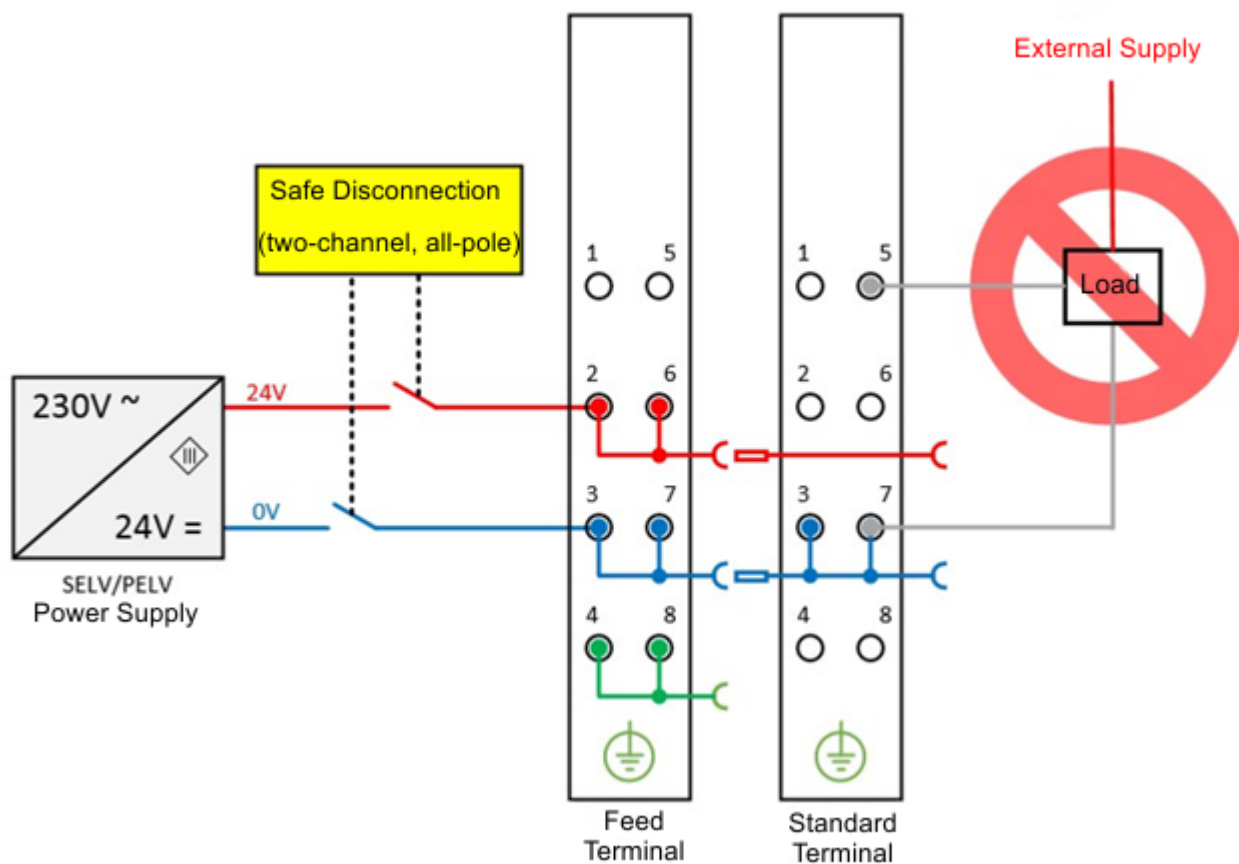 External Supply
Safe Disconnection
(two-channel, all-pole)
1 5
1 5
Load
230V ~
24V
2 6
2 6
III
24V =
0V
3 7
3 7
SELV/PELV
Power Supply
4 8
4 8
Feed
Terminal
Standard
Terminal